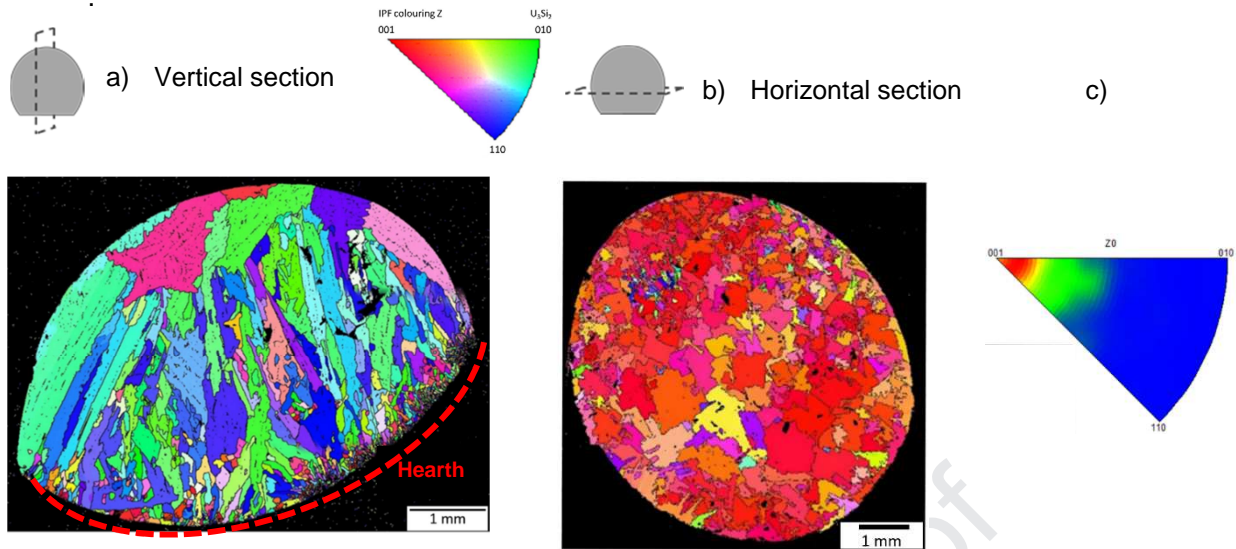 a) Vertical section
IPF colouring Z
U₃Si₂
001
010
110
b) Horizontal section
c)
Hearth
1 mm
1 mm
Z0
001
010
110
of